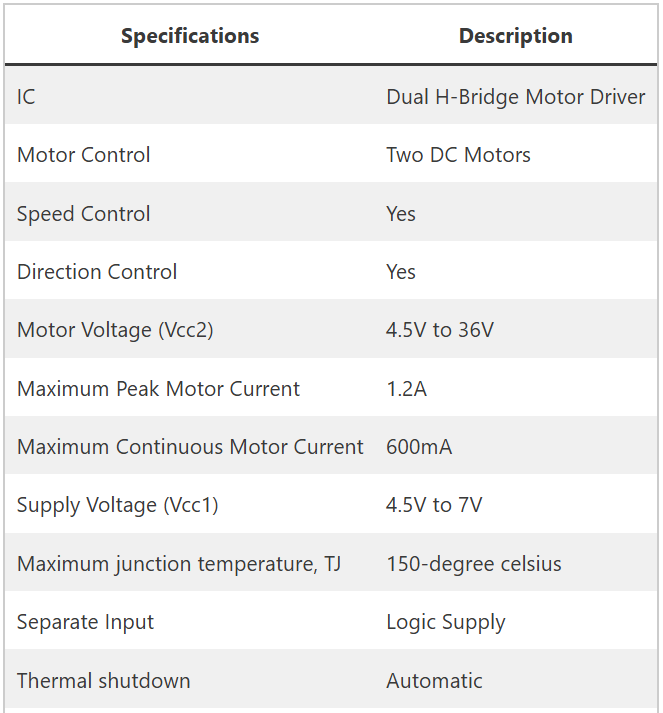 Specifications Description
IC Dual H-Bridge Motor Driver
Motor Control Two DC Motors
Speed Control Yes
Direction Control Yes
Motor Voltage (Vcc2) 4.5V to 36V
Maximum Peak Motor Current 1.2A
Maximum Continuous Motor Current 600mA
Supply Voltage (Vcc1) 4.5V to 7V
Maximum junction temperature, TJ 150-degree celsius
Separate Input Logic Supply
Thermal shutdown Automatic